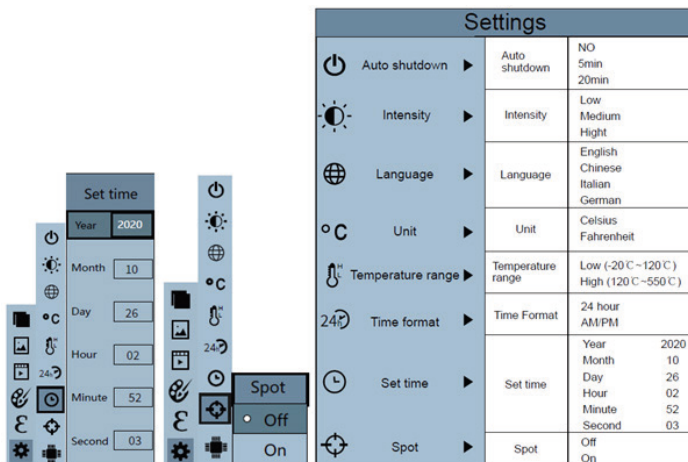 Set time
Year 2020
Month 10
Day 26
Hour 02
Minute 52
Second 03
°C
H
L
24h
ε
°C
H
L
24h
ε
Spot
Off
On
Settings
Auto shutdown
Auto shutdown
NO
5min
20min
Intensity
Intensity
Low
Medium
Hight
Language
Language
English
Chinese
Italian
German
°C Unit
Unit
Celsius
Fahrenheit
H
L
Temperature range
Temperature range
Low (-20℃~120℃)
High (120℃~550℃)
24h Time format
Time Format
24 hour
AM/PM
Set time
Set time
Year 2020
Month 10
Day 26
Hour 02
Minute 52
Second 03
Spot
Spot
Off
On